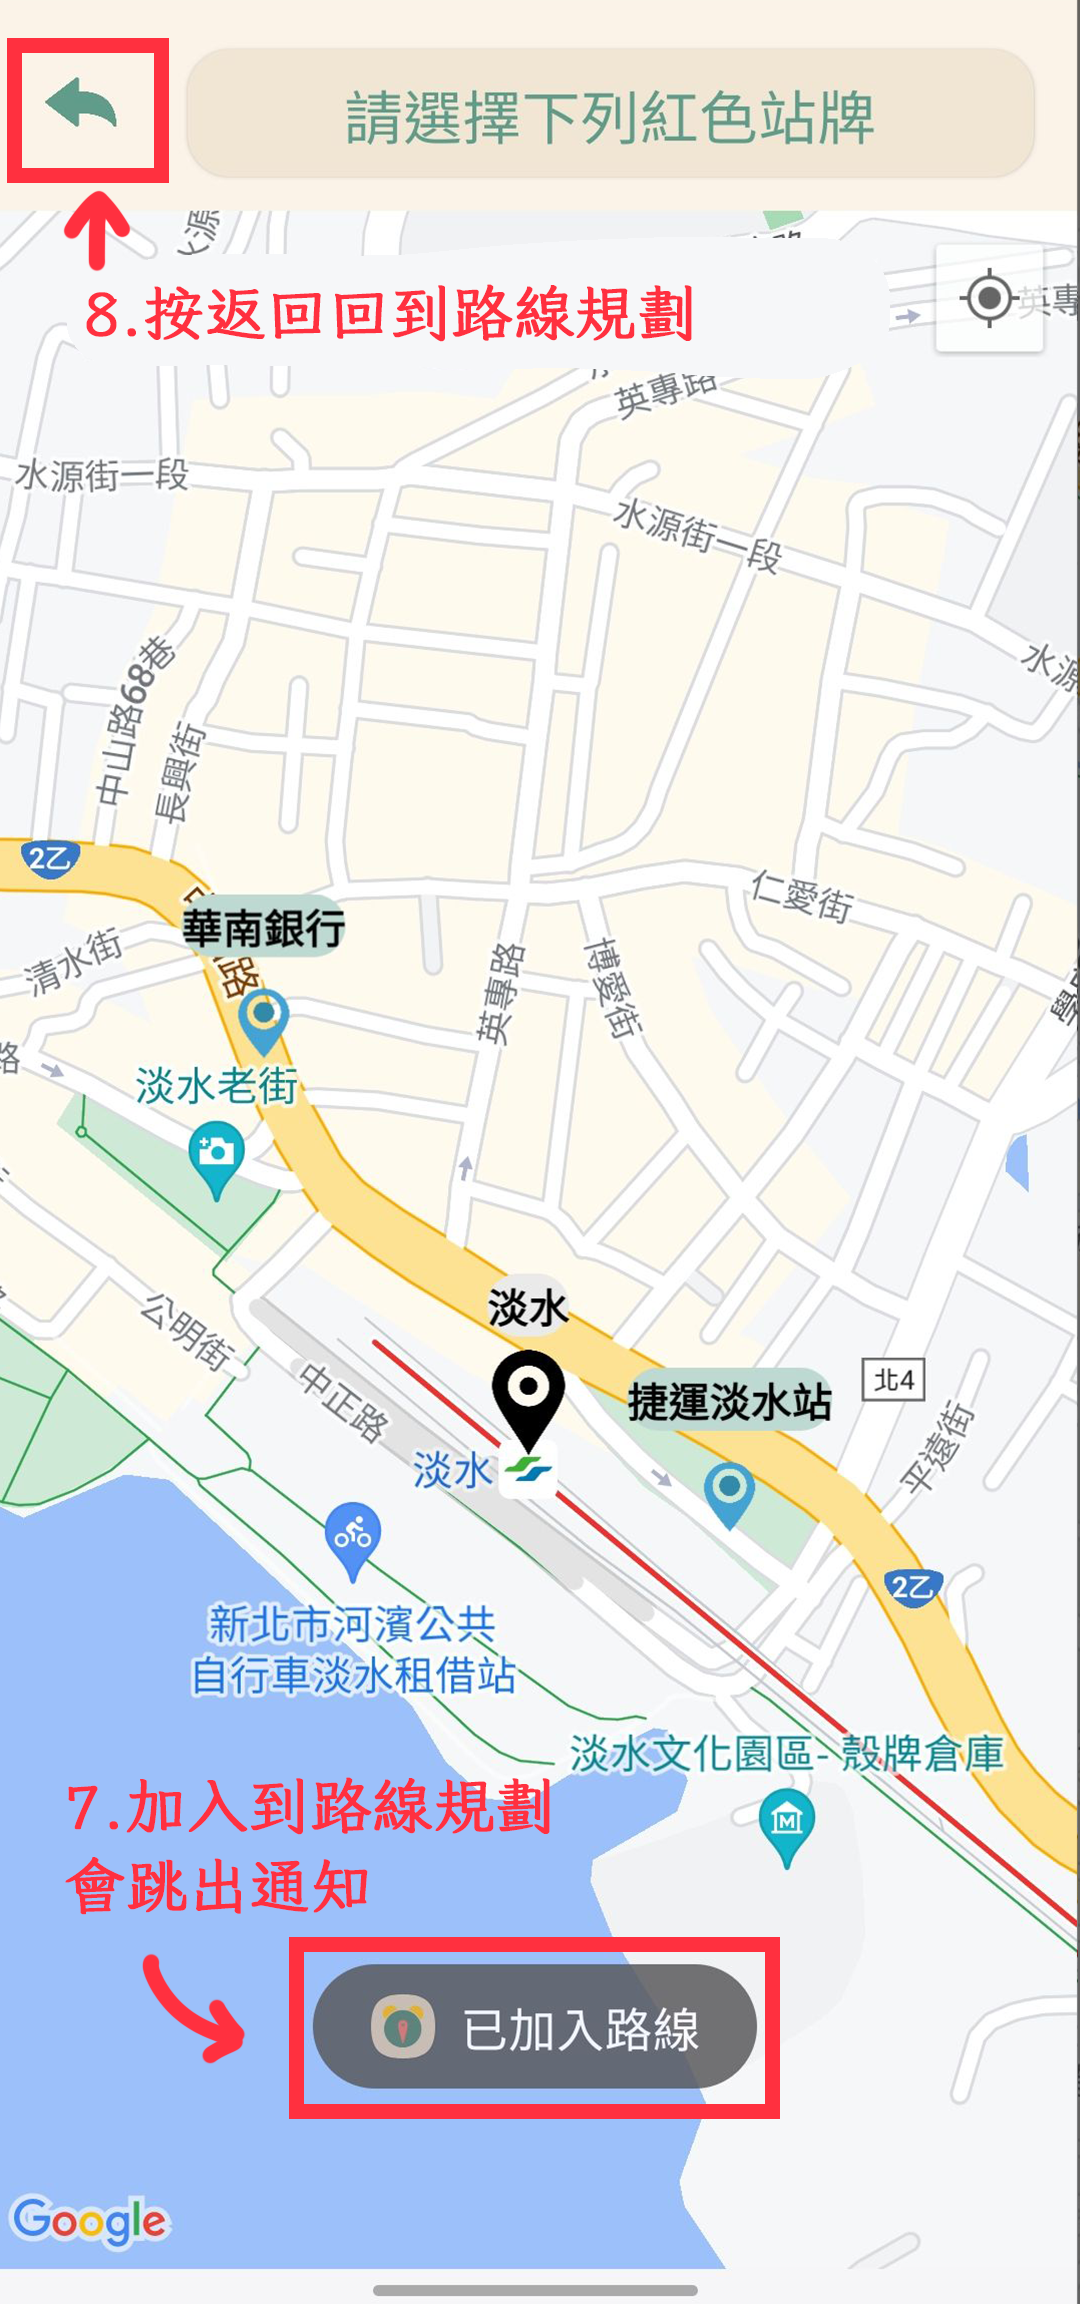 請選擇下列紅色站牌
8.按返回回到路線規劃
英專
英專路
水源街一段
水源街一段
水源
中山路68巷
長興街
2乙
仁愛街
華南銀行
清水街
路
英專路
博愛街
路
淡水老街
淡水
公明街
捷運淡水站
北4
中正路
平遠街
淡水
2乙
新北市河濱公共
自行車淡水租借站
淡水文化園區- 殼牌倉庫
7.加入到路線規劃
會跳出通知
已加入路線
Google